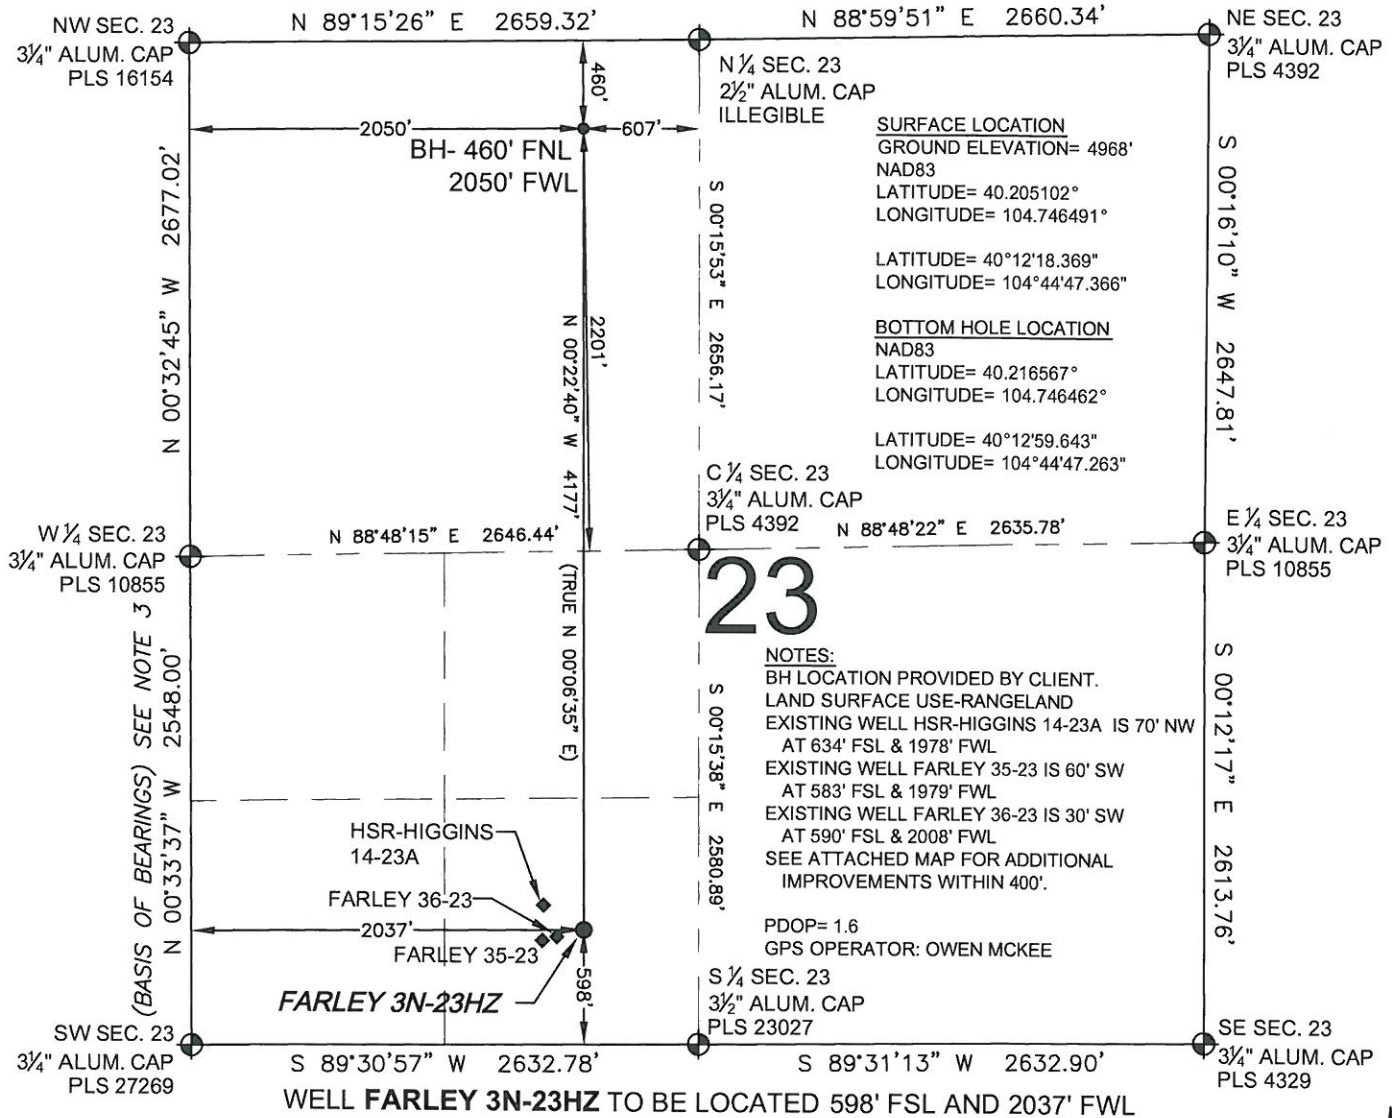 N 89°15'26" E 2659.32'
N 88°59'51" E 2660.34'
NW SEC. 23
3¼" ALUM. CAP
PLS 16154
NE SEC. 23
3¼" ALUM. CAP
PLS 4392
N ¼ SEC. 23
2½" ALUM. CAP
ILLEGIBLE
460'
2050'
607'
BH- 460' FNL
2050' FWL
SURFACE LOCATION
GROUND ELEVATION= 4968'
NAD83
LATITUDE= 40.205102°
LONGITUDE= 104.746491°
LATITUDE= 40°12'18.369"
LONGITUDE= 104°44'47.366"
BOTTOM HOLE LOCATION
NAD83
LATITUDE= 40.216567°
LONGITUDE= 104.746462°
LATITUDE= 40°12'59.643"
LONGITUDE= 104°44'47.263"
N 00°32'45" W 2677.02'
2201'
N 00°22'40" W 4177'
(TRUE N 00°06'35" E)
S 00°15'53" E 2656.17'
S 00°16'10" W 2647.81'
C ¼ SEC. 23
3¼" ALUM. CAP
PLS 4392
W ¼ SEC. 23
3¼" ALUM. CAP
PLS 10855
N 88°48'15" E 2646.44'
N 88°48'22" E 2635.78'
E ¼ SEC. 23
3¼" ALUM. CAP
PLS 10855
23
(BASIS OF BEARINGS) SEE NOTE 3
N 00°33'37" W 2548.00'
S 00°15'38" E 2580.89'
S 00°12'17" E 2613.76'
NOTES:
BH LOCATION PROVIDED BY CLIENT.
LAND SURFACE USE-RANGELAND
EXISTING WELL HSR-HIGGINS 14-23A IS 70' NW
AT 634' FSL & 1978' FWL
EXISTING WELL FARLEY 35-23 IS 60' SW
AT 583' FSL & 1979' FWL
EXISTING WELL FARLEY 36-23 IS 30' SW
AT 590' FSL & 2008' FWL
SEE ATTACHED MAP FOR ADDITIONAL
IMPROVEMENTS WITHIN 400'.
PDOP= 1.6
GPS OPERATOR: OWEN MCKEE
HSR-HIGGINS
14-23A
FARLEY 36-23
2037'
FARLEY 35-23
FARLEY 3N-23HZ
598'
S ¼ SEC. 23
3½" ALUM. CAP
PLS 23027
SW SEC. 23
3¼" ALUM. CAP
PLS 27269
S 89°30'57" W 2632.78'
S 89°31'13" W 2632.90'
SE SEC. 23
3¼" ALUM. CAP
PLS 4329
WELL FARLEY 3N-23HZ TO BE LOCATED 598' FSL AND 2037' FWL